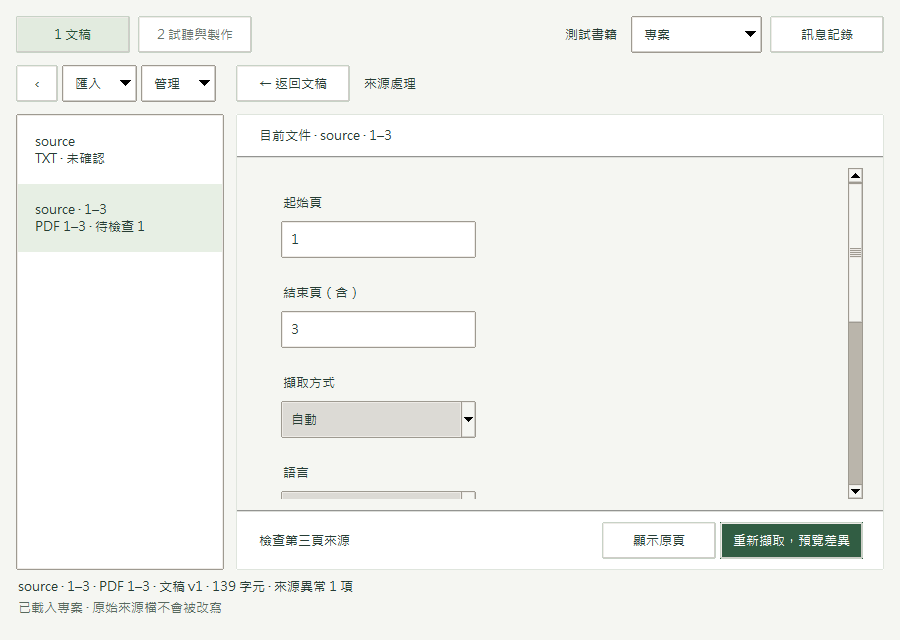 1 文稿
2 試聽與製作
測試書籍
專案
訊息記錄
‹
匯入
管理
← 返回文稿
來源處理
source
TXT · 未確認
source · 1–3
PDF 1–3 · 待檢查 1
目前文件 · source · 1–3
起始頁
1
結束頁（含）
3
擷取方式
自動
語言
檢查第三頁來源
顯示原頁
重新擷取，預覽差異
source · 1–3 · PDF 1–3 · 文稿 v1 · 139 字元 · 來源異常 1 項
已載入專案 · 原始來源檔不會被改寫